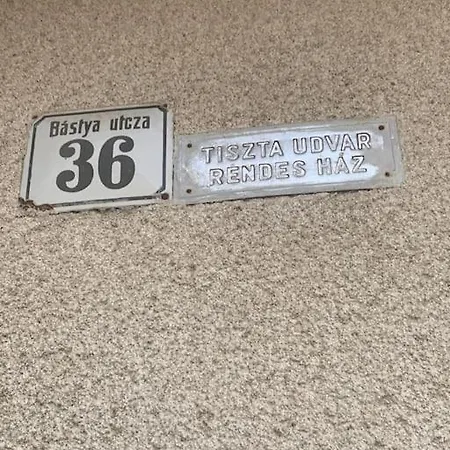 Bástya utcza
36
TISZTA UDVAR
RENDES HÁZ